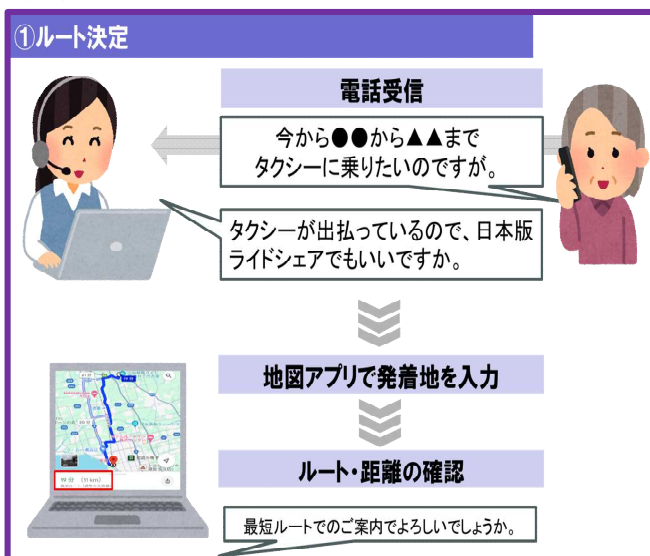 ①ルート決定
電話受信
今から●●から▲▲まで
タクシーに乗りたいのですが。
タクシーが出払っているので、日本版
ライドシェアでもいいですか。
地図アプリで発着地を入力
19 分 (11 km)
ルート・距離の確認
最短ルートでのご案内でよろしいでしょうか。